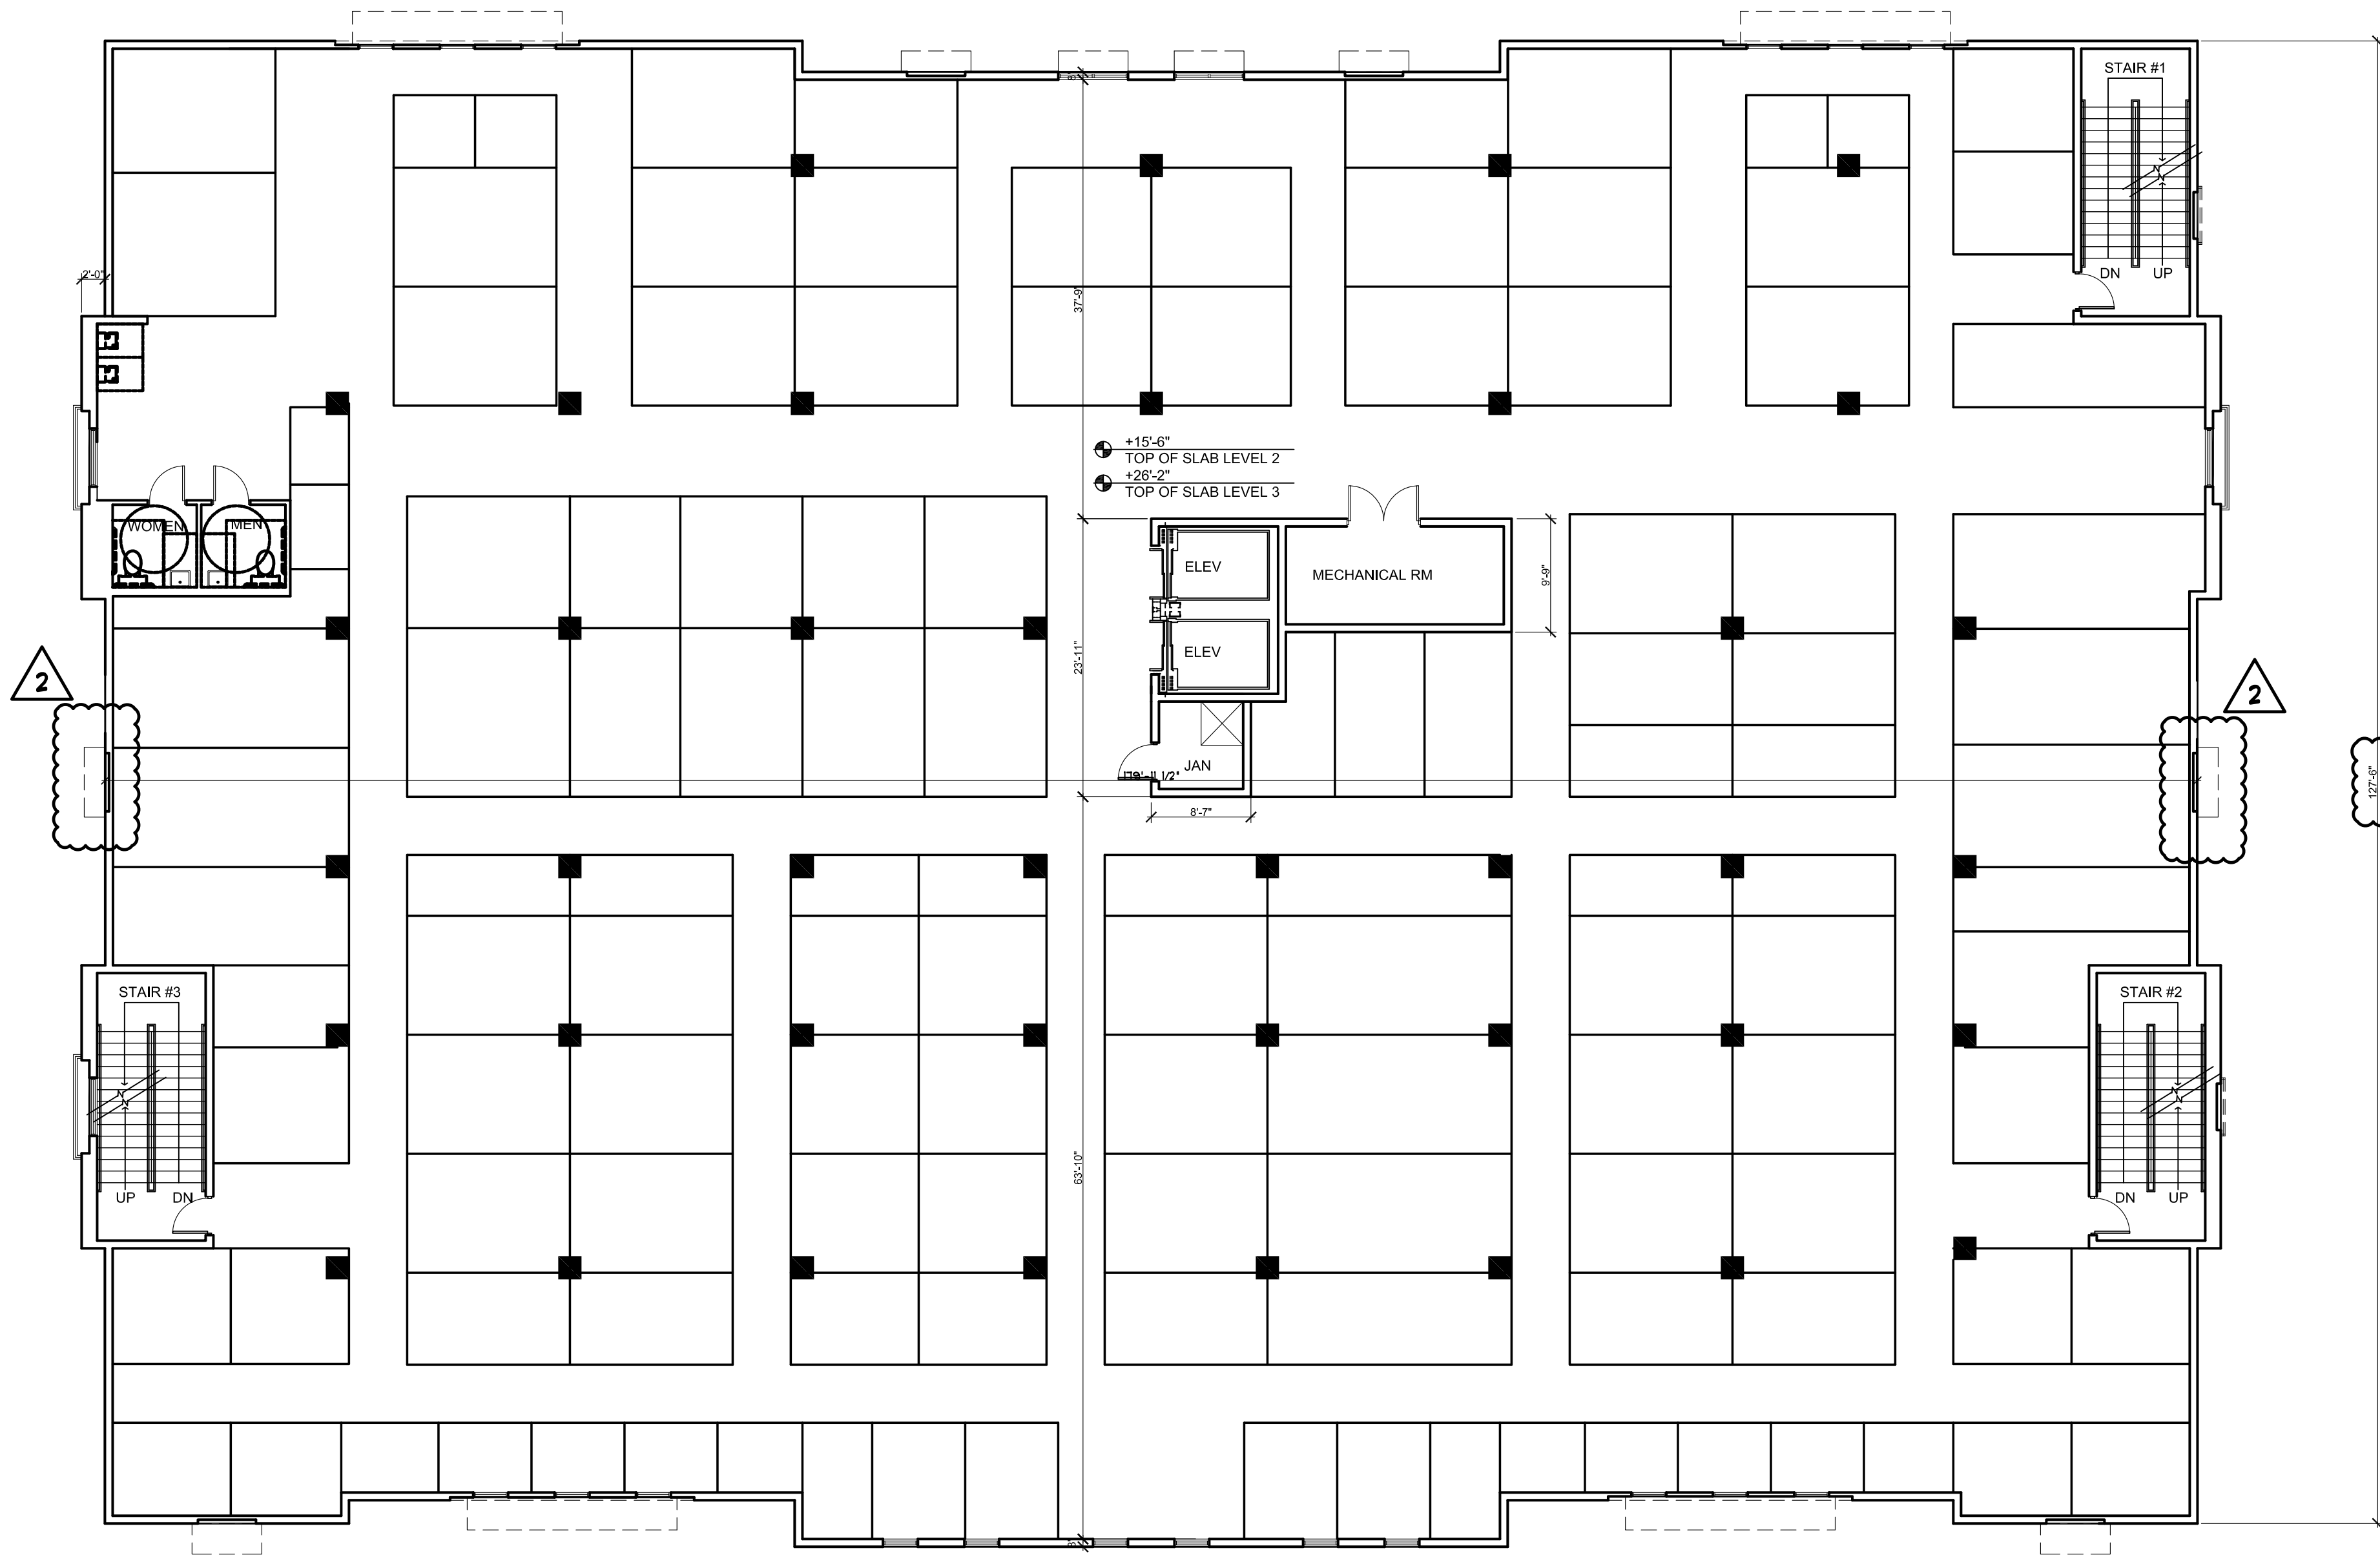 STAIR #1
8"
DN
UP
2'-0"
37'-9"
+15'-6"
TOP OF SLAB LEVEL 2
+26'-2"
TOP OF SLAB LEVEL 3
WOMEN
MEN
ELEV
MECHANICAL RM
9'-9"
ELEV
23'-11"
2
2
JAN
127'-6"
8'-7"
STAIR #3
STAIR #2
63'-10"
UP
DN
DN
UP
8"